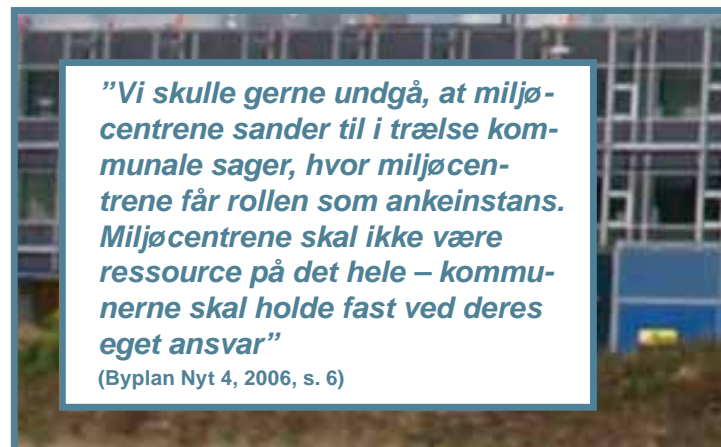 ”Vi skulle gerne undgå, at miljø-
centrene sander til i trælse kom-
munale sager, hvor miljøcen-
trene får rollen som ankeinstans.
Miljøcentrene skal ikke være
ressource på det hele – kommu-
nerne skal holde fast ved deres
eget ansvar”
(Byplan Nyt 4, 2006, s. 6)